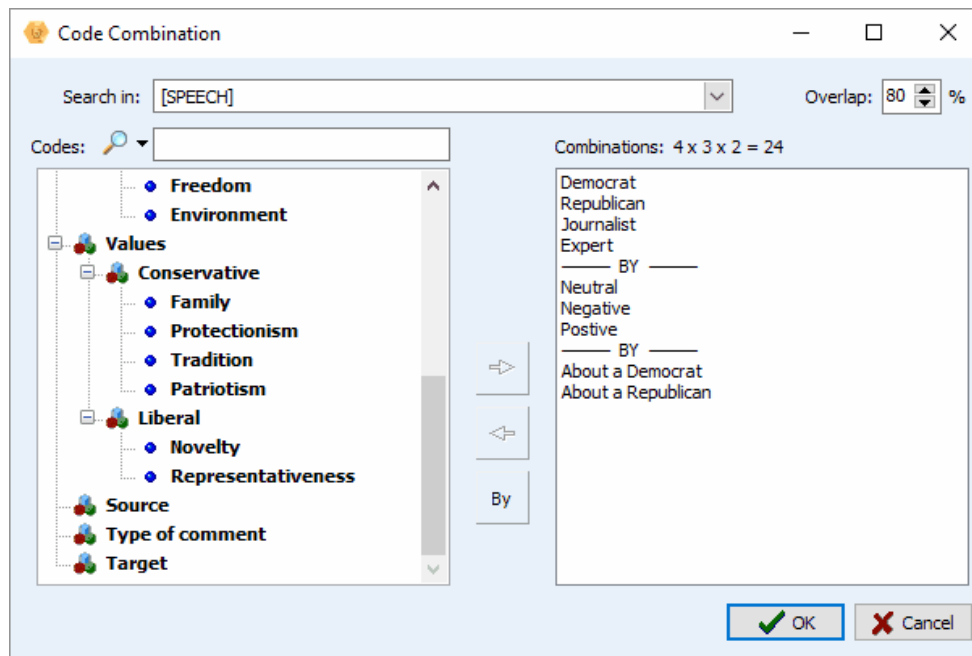 Code Combination
Search in: [SPEECH] Overlap: 80 %
Codes:
Combinations: 4 x 3 x 2 = 24
Freedom
Environment
Values
Conservative
Family
Protectionism
Tradition
Patriotism
Liberal
Novelty
Representativeness
Source
Type of comment
Target
By
Democrat
Republican
Journalist
Expert
BY
Neutral
Negative
Postive
BY
About a Democrat
About a Republican
OK
Cancel